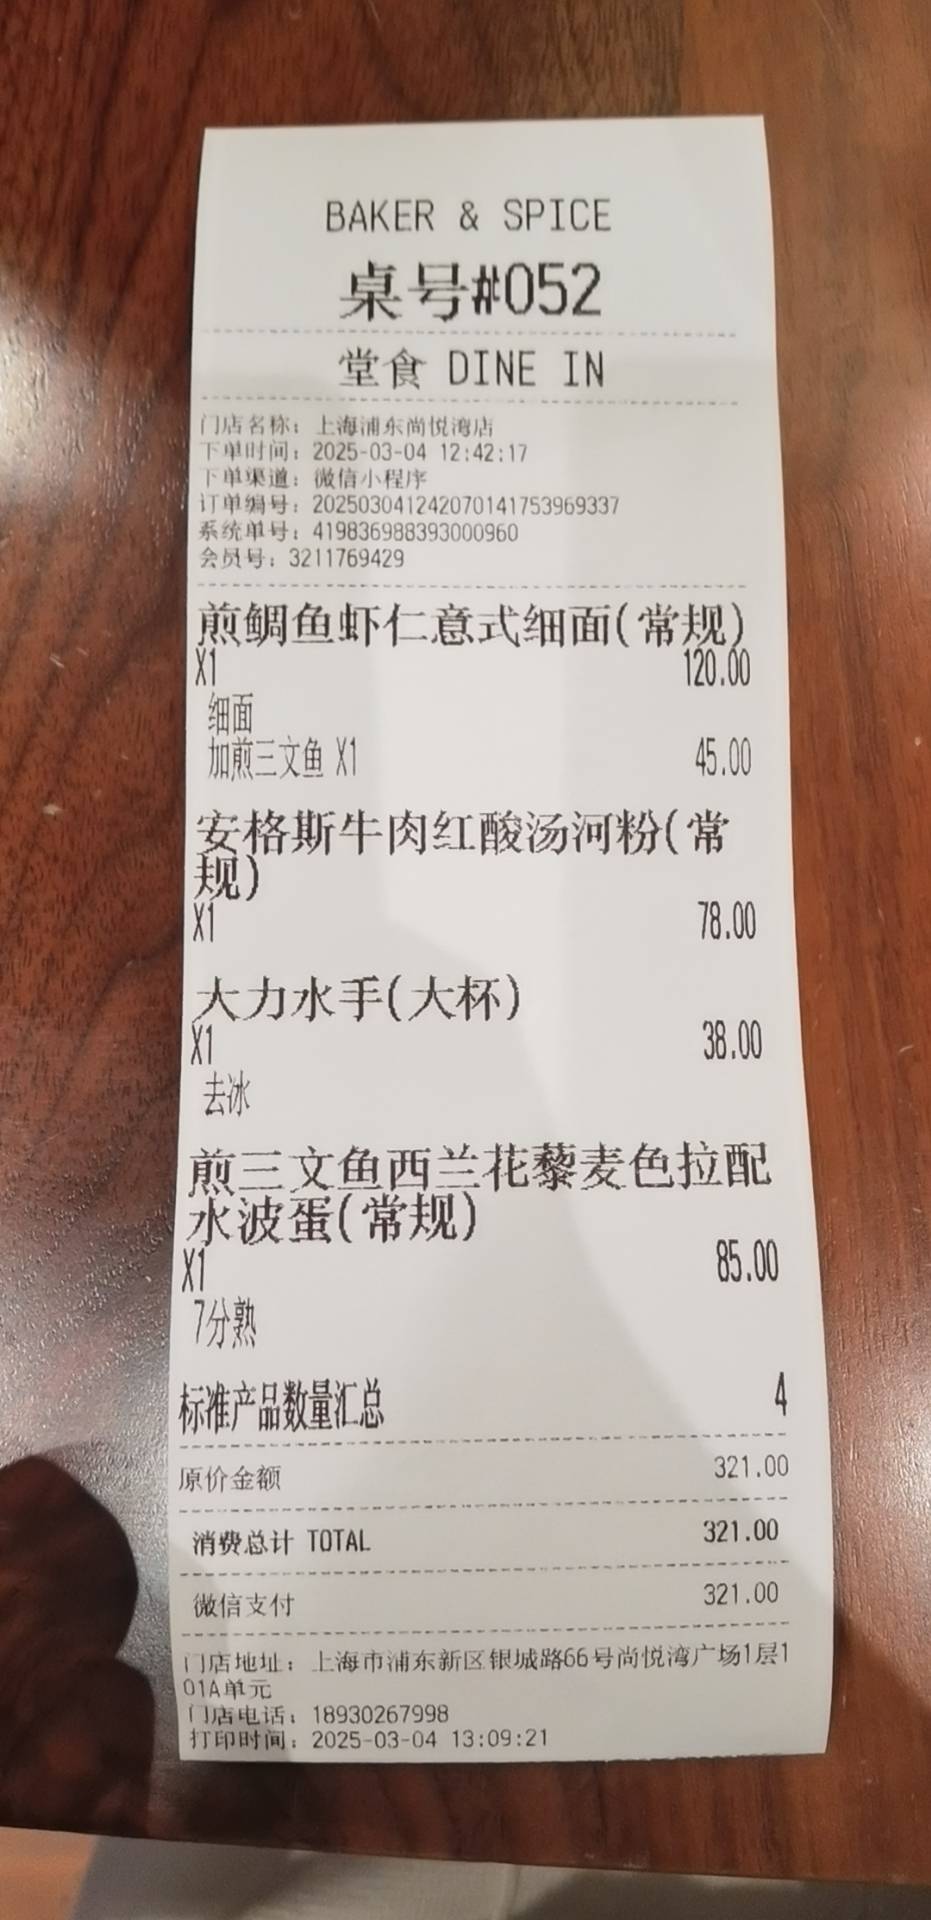 BAKER & SPICE
桌号#052
堂食 DINE IN
门店名称: 上海浦东尚悦湾店
下单时间: 2025-03-04 12:42:17
下单渠道: 微信小程序
订单编号: 2025030412420701417539693​37
系统单号: 419836988393000960
会员号: 3211769429
煎鲷鱼虾仁意式细面(常规)
X1 120.00
细面
加煎三文鱼 X1 45.00
安格斯牛肉红酸汤河粉(常
规)
X1 78.00
大力水手(大杯)
X1 38.00
去冰
煎三文鱼西兰花藜麦色拉配
水波蛋(常规)
X1 85.00
7分熟
标准产品数量汇总 4
原价金额 321.00
消费总计 TOTAL 321.00
微信支付 321.00
门店地址: 上海市浦东新区银城路66号尚悦湾广场1层1
01A单元
门店电话: 18930267998
打印时间: 2025-03-04 13:09:21